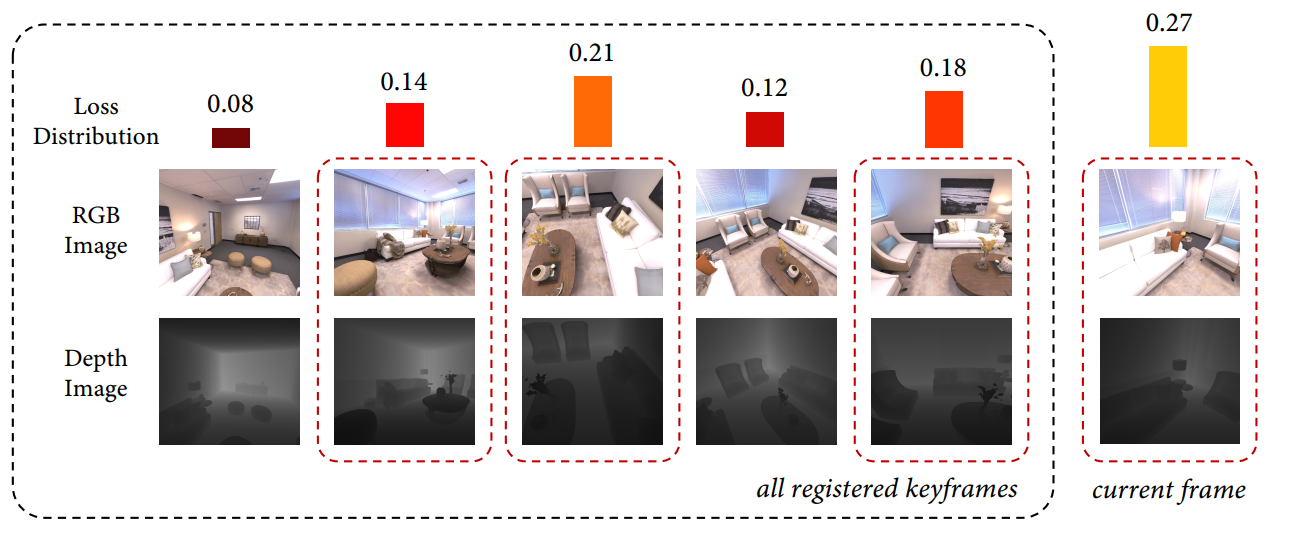 0.27
0.21
0.18
0.14
0.12
0.08
Loss
Distribution
RGB
Image
Depth
Image
all registered keyframes
current frame